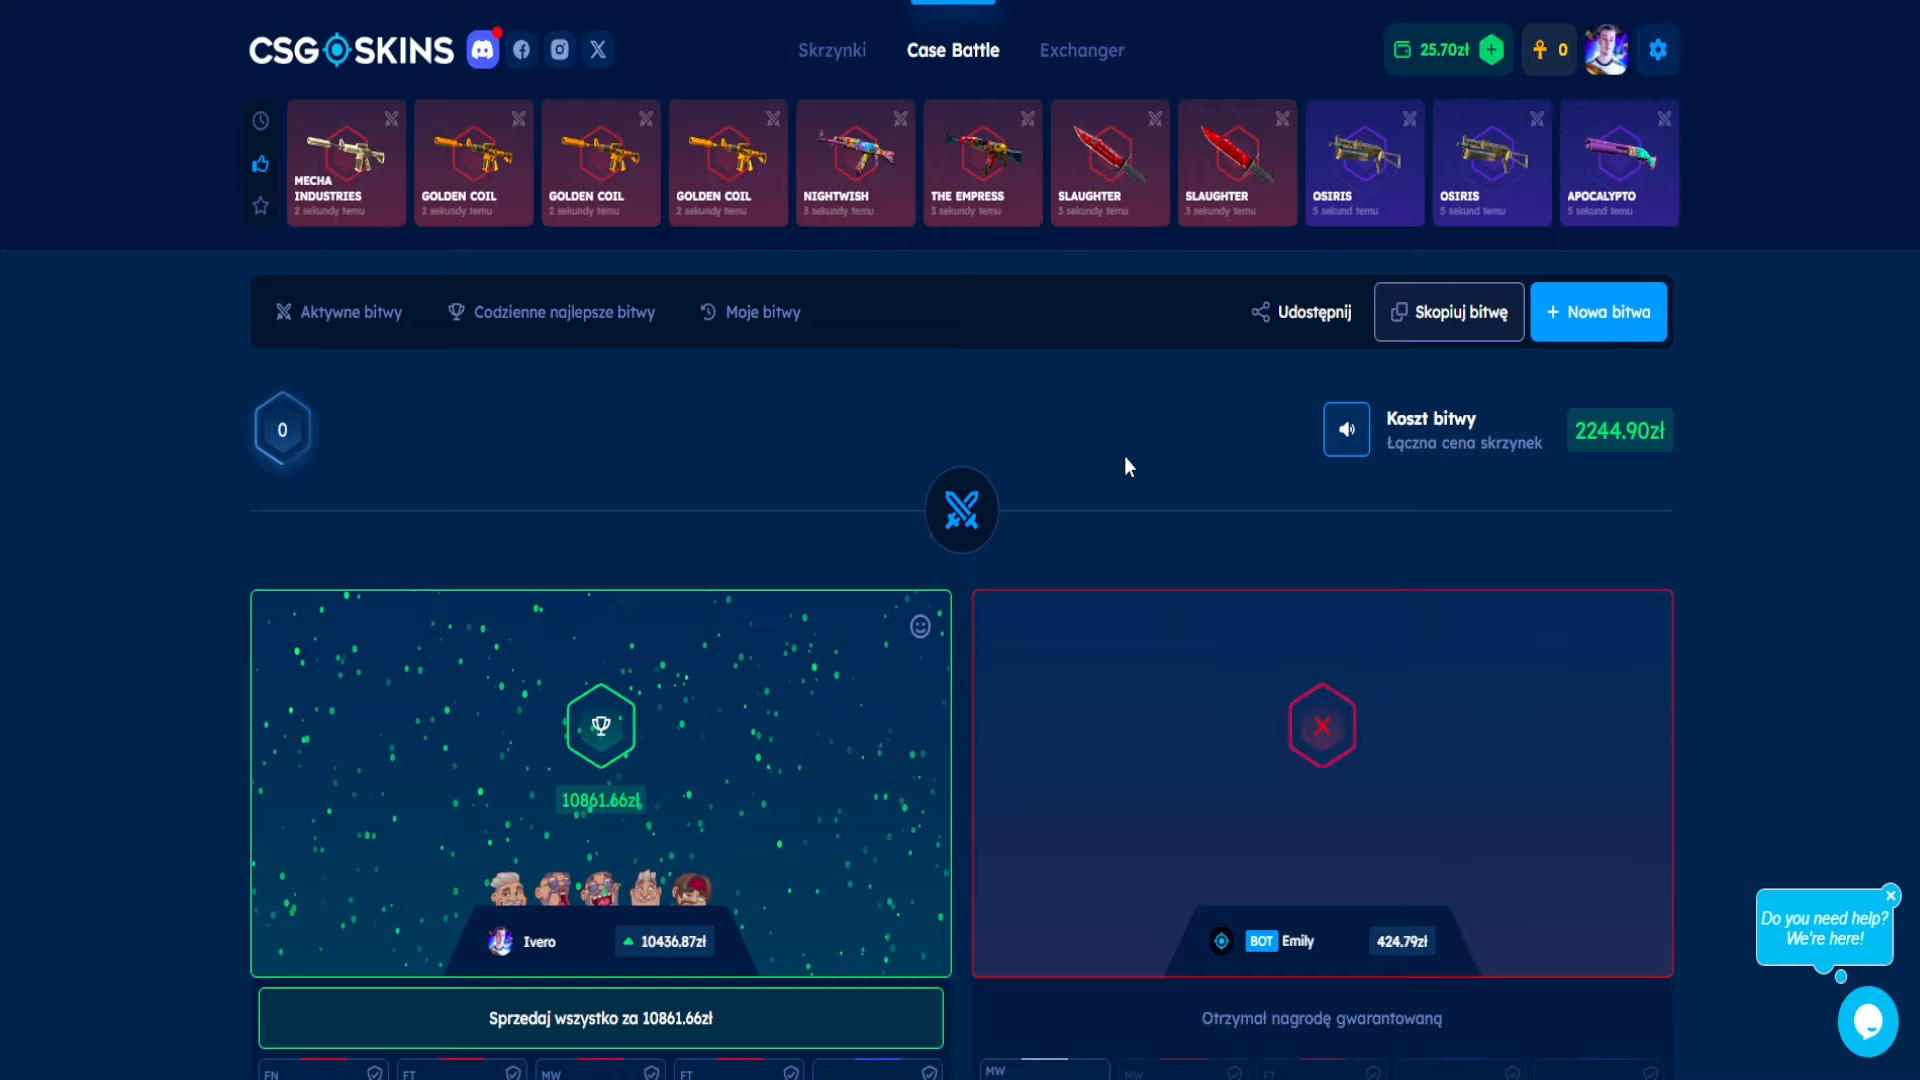 CSG SKINS
Skrzynki
Case Battle
Exchanger
25.70zł
0
MECHA INDUSTRIES
2 sekundy temu
GOLDEN COIL
2 sekundy temu
GOLDEN COIL
2 sekundy temu
GOLDEN COIL
2 sekundy temu
NIGHTWISH
3 sekundy temu
THE EMPRESS
3 sekundy temu
SLAUGHTER
3 sekundy temu
SLAUGHTER
3 sekundy temu
OSIRIS
5 sekund temu
OSIRIS
5 sekund temu
APOCALYPTO
5 sekund temu
Aktywne bitwy
Codzienne najlepsze bitwy
Moje bitwy
Udostępnij
Skopiuj bitwę
+ Nowa bitwa
0
Koszt bitwy
Łączna cena skrzynek
2244.90zł
10861.66zł
Ivero
10436.87zł
BOT Emily
424.79zł
Do you need help?
We're here!
Sprzedaj wszystko za 10861.66zł
Otrzymał nagrodę gwarantowaną
FN
FT
MW
FT
MW
MW
FT